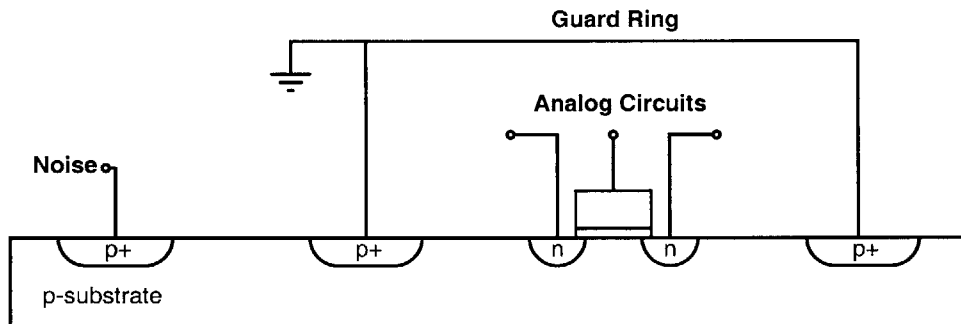 Guard Ring
Analog Circuits
Noise
p+
p+
n
n
p+
p-substrate